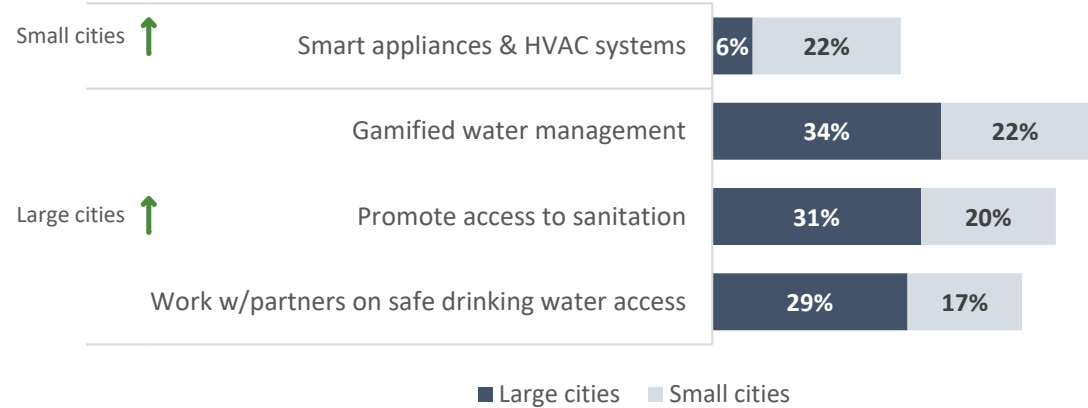 Small cities
Smart appliances & HVAC systems
6%
22%
Gamified water management
34%
22%
Large cities
Promote access to sanitation
31%
20%
Work w/partners on safe drinking water access
29%
17%
Large cities
Small cities